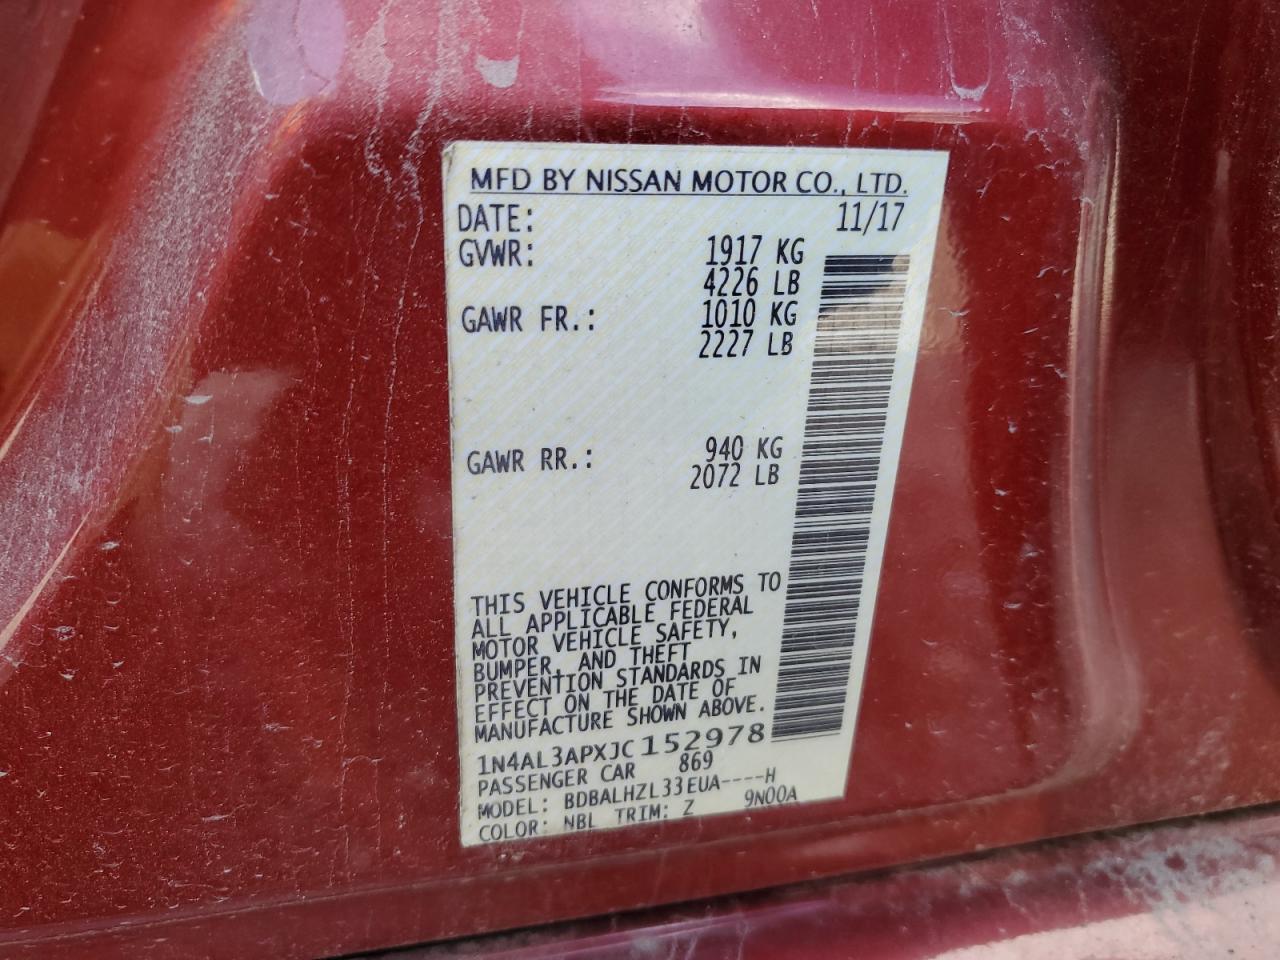 MFD BY NISSAN MOTOR CO., LTD.
DATE: 11/17
GVWR: 1917 KG
4226 LB
GAWR FR.: 1010 KG
2227 LB
GAWR RR.: 940 KG
2072 LB
THIS VEHICLE CONFORMS TO
ALL APPLICABLE FEDERAL
MOTOR VEHICLE SAFETY,
BUMPER, AND THEFT
PREVENTION STANDARDS IN
EFFECT ON THE DATE OF
MANUFACTURE SHOWN ABOVE.
1N4AL3APXJC152978
PASSENGER CAR 869
MODEL: BDBALHZL33EUA----H
COLOR: NBL TRIM: Z 9N00A